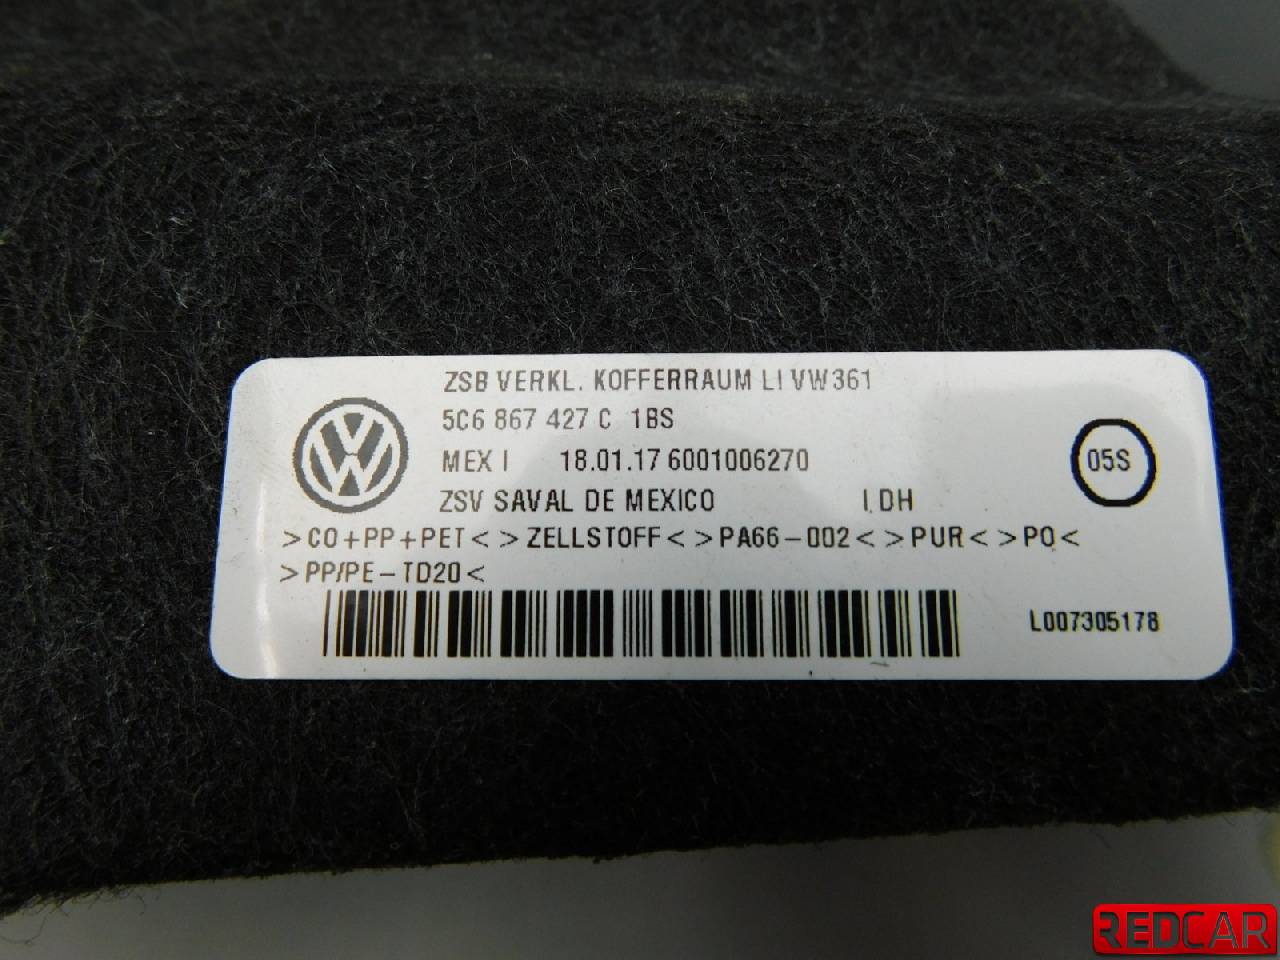 ZSB VERKL. KOFFERRAUM LI VW361
5C6 867 427 C 1BS
MEX I 18.01.17 6001006270
05S
ZSV SAVAL DE MEXICO I DH
>CO+PP+PET< >ZELLSTOFF< >PA66-002< >PUR< >PO<
>PP/PE-TD20<
L007305178
REDCAR